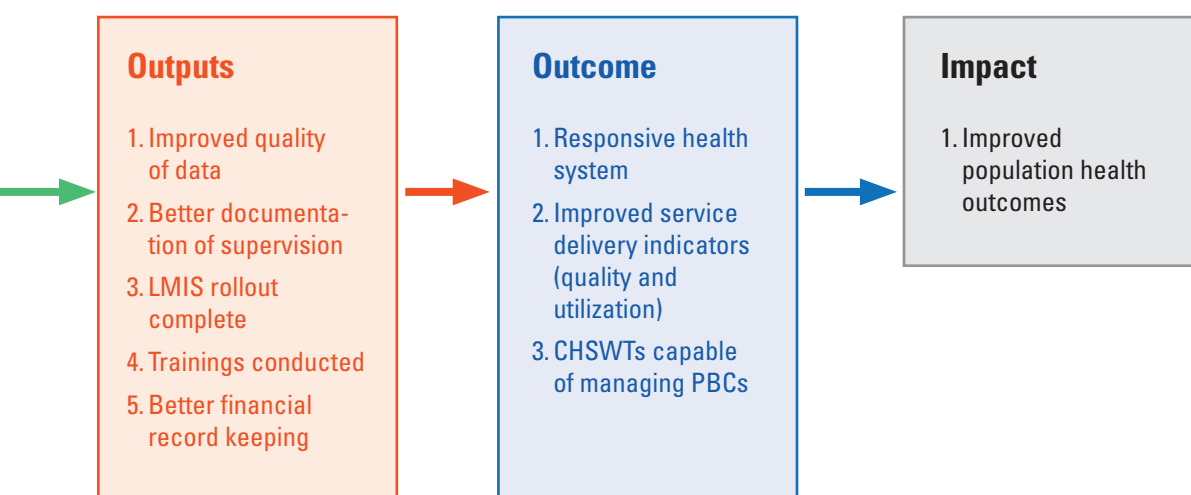 Outputs
1. Improved quality
of data
2. Better documenta-
tion of supervision
3. LMIS rollout
complete
4. Trainings conducted
5. Better financial
record keeping
Outcome
1. Responsive health
system
2. Improved service
delivery indicators
(quality and
utilization)
3. CHSWTs capable
of managing PBCs
Impact
1. Improved
population health
outcomes